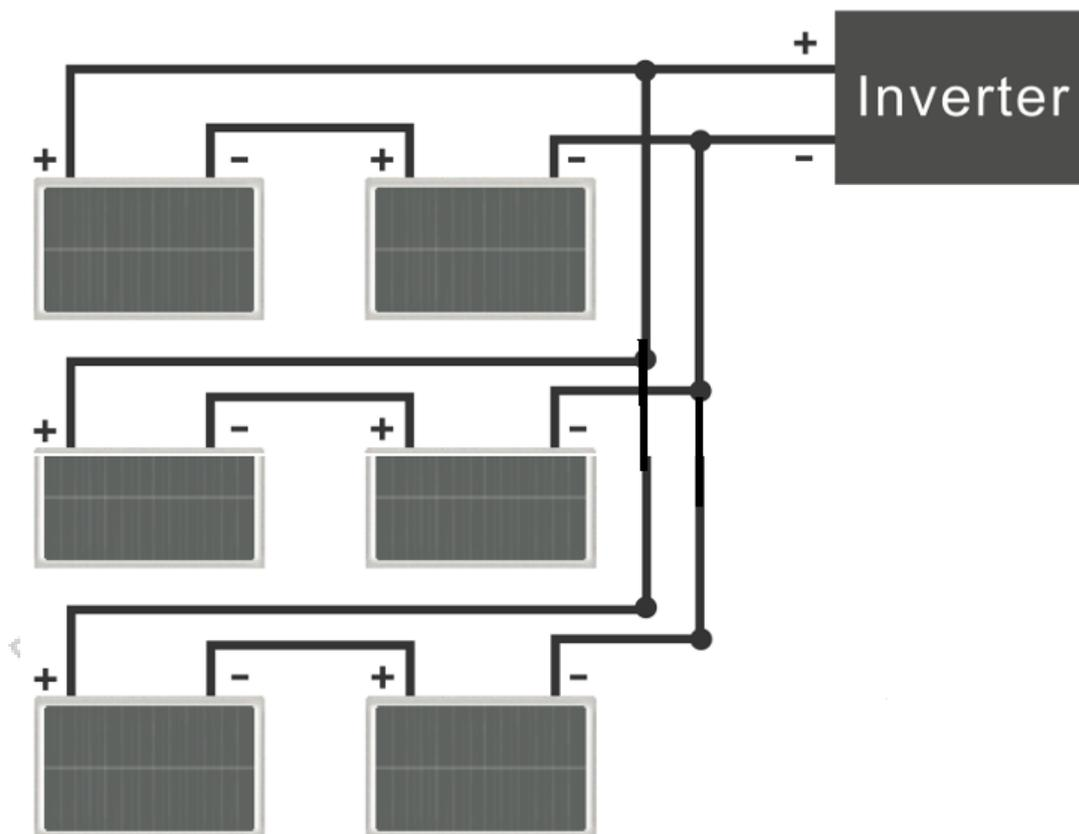 +
Inverter
+ - + -
-
+ - + -
+ - + -